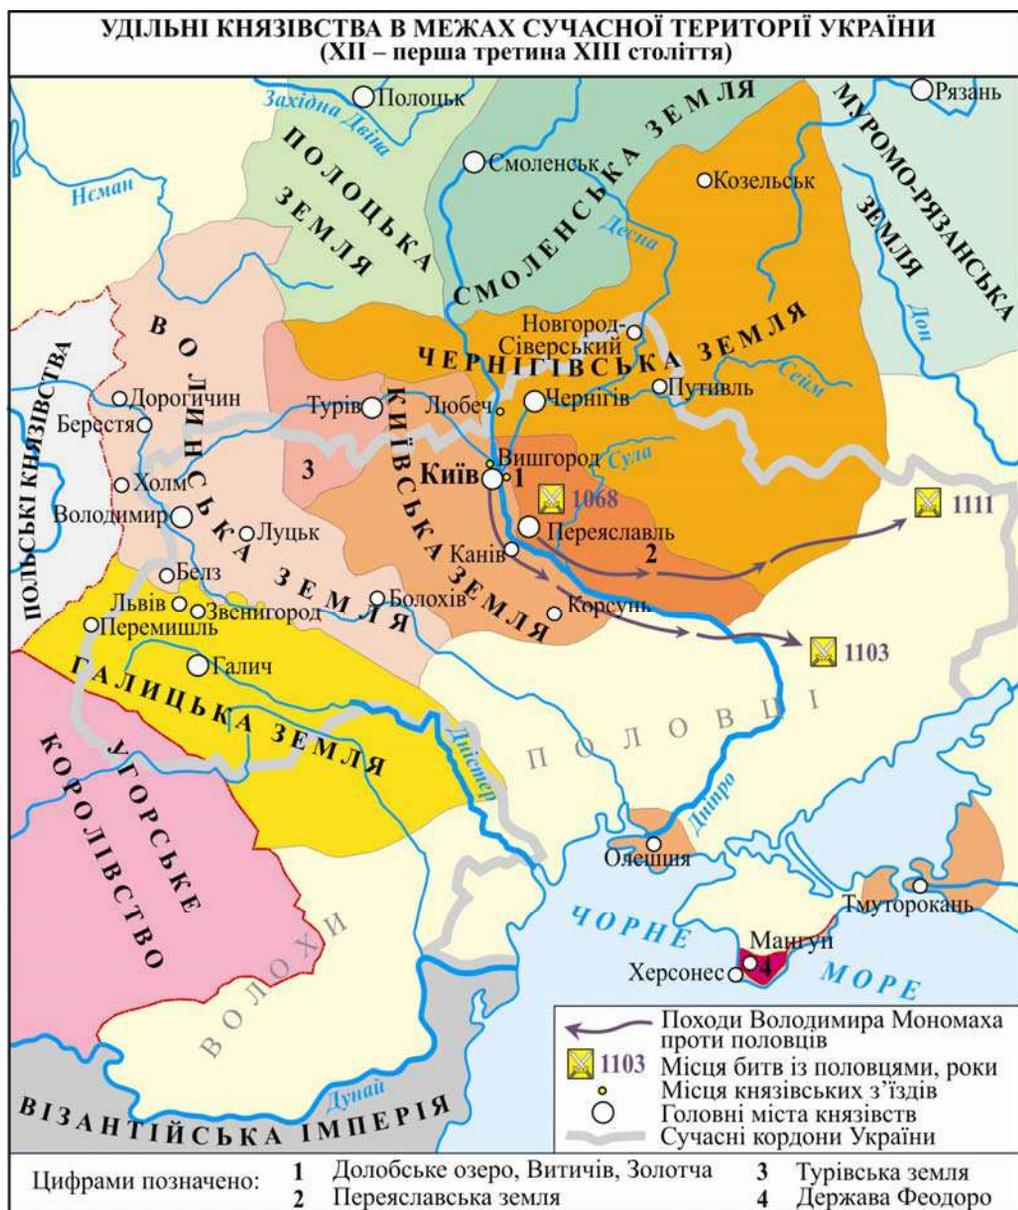 УДІЛЬНІ КНЯЗІВСТВА В МЕЖАХ СУЧАСНОЇ ТЕРИТОРІЇ УКРАЇНИ
(XII – перша третина XIII століття)
Полоцьк
Рязань
Західна Двіна
ПОЛОЦЬКА ЗЕМЛЯ
СМОЛЕНСЬКА ЗЕМЛЯ
МУРОМО-РЯЗАНСЬКА ЗЕМЛЯ
Смоленськ
Козельськ
Нєман
Десна
Дон
Новгород-
Сіверський
ЧЕРНІГІВСЬКА ЗЕМЛЯ
Сейм
Путивль
ПОЛЬСЬКІ КНЯЗІВСТВА
ВОЛИНСЬКА ЗЕМЛЯ
КИЇВСЬКА ЗЕМЛЯ
Дорогичин
Берестя
Турів
Любеч
Чернігів
3
Вишгород
Сула
Київ
1
Холм
1068
1111
Володимир
Луцьк
Переяславль
Канів
2
Белз
Львів
Звенигород
Болохів
Корсунь
Перемишль
1103
Галич
ГАЛИЦЬКА ЗЕМЛЯ
ПОЛОВЦІ
УГОРСЬКЕ КОРОЛІВСТВО
Дністер
Дніпро
Олешия
Тмуторокань
ВОЛОХИ
ЧОРНЕ МОРЕ
Мангуп
4
Херсонес
Дунай
ВІЗАНТІЙСЬКА ІМПЕРІЯ
Походи Володимира Мономаха
проти половців
1103 Місця битв із половцями, роки
Місця князівських з’їздів
Головні міста князівств
Сучасні кордони України
Цифрами позначено:
1 Долобське озеро, Витичів, Золотча
2 Переяславська земля
3 Турівська земля
4 Держава Феодоро